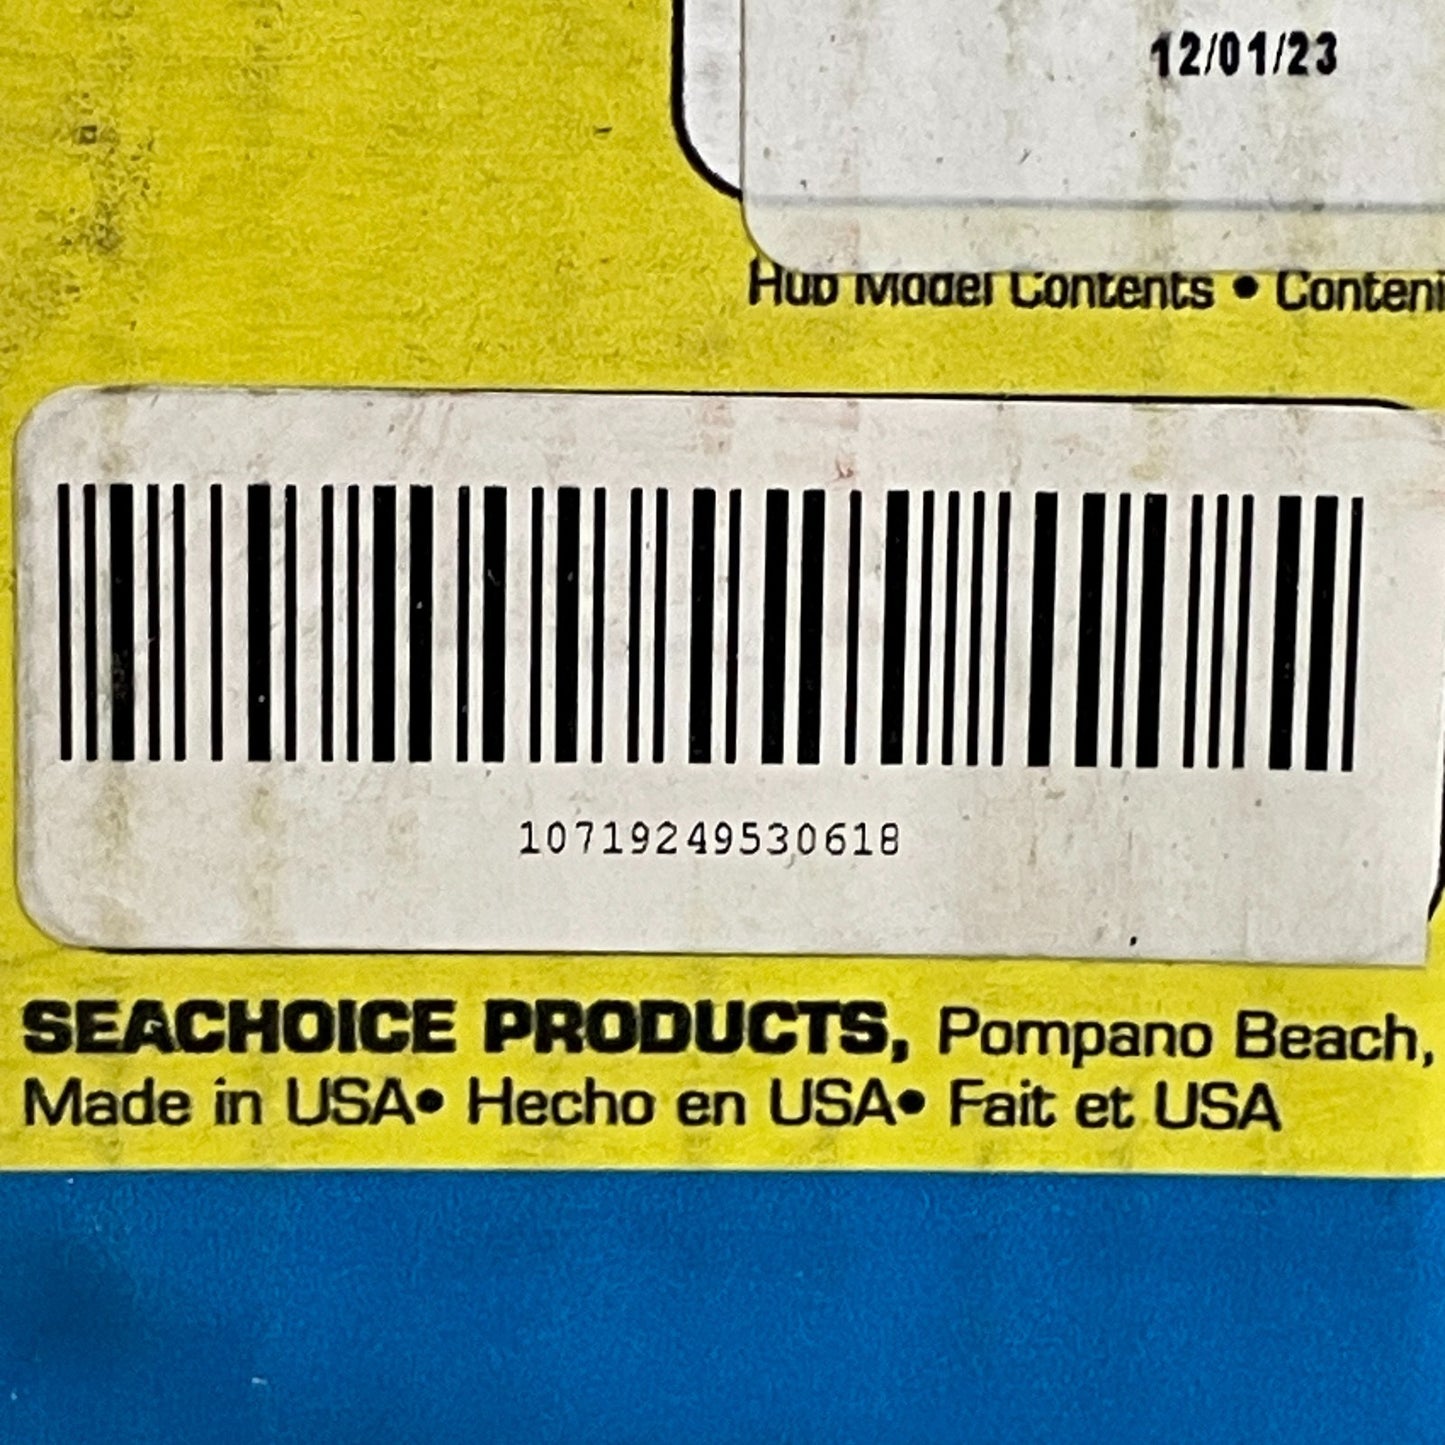 12/01/23
Hub Model Contents • Conteni
10719249530618
SEACHOICE PRODUCTS, Pompano Beach,
Made in USA• Hecho en USA• Fait et USA